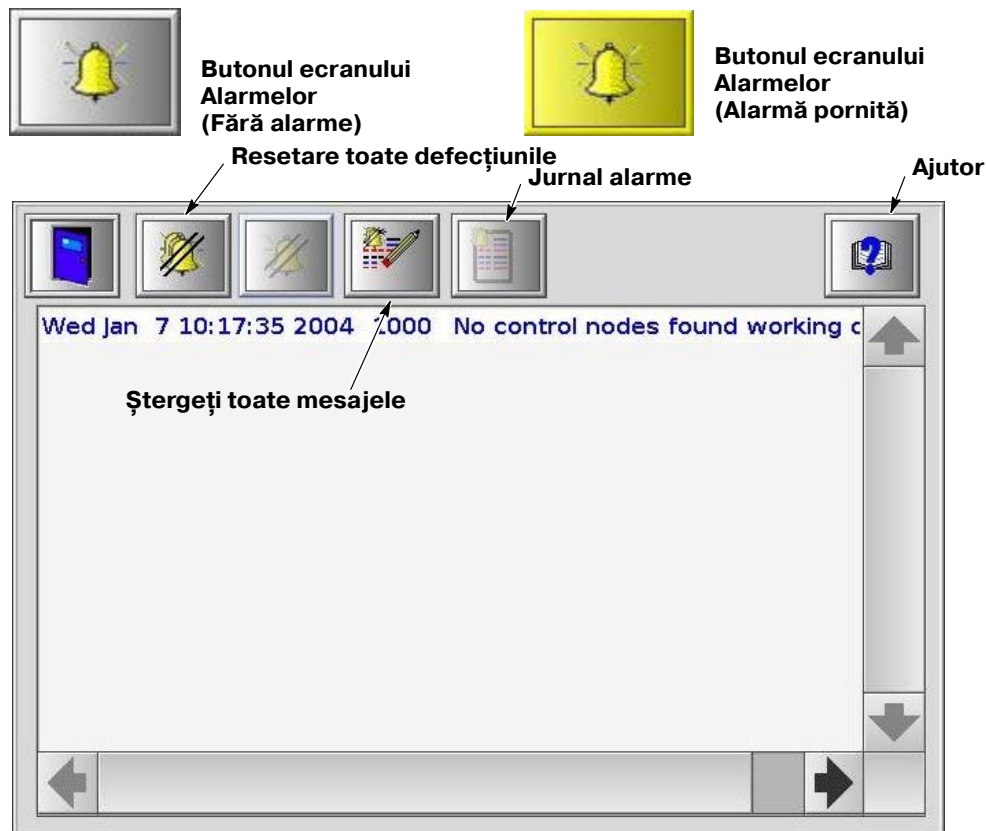 Butonul ecranului
Alarmelor
(Fără alarme)
Butonul ecranului
Alarmelor
(Alarmă pornită)
Resetare toate defecțiunile
Jurnal alarme
Ajutor
Wed Jan 7 10:17:35 2004 1000 No control nodes found working c
Ștergeți toate mesajele